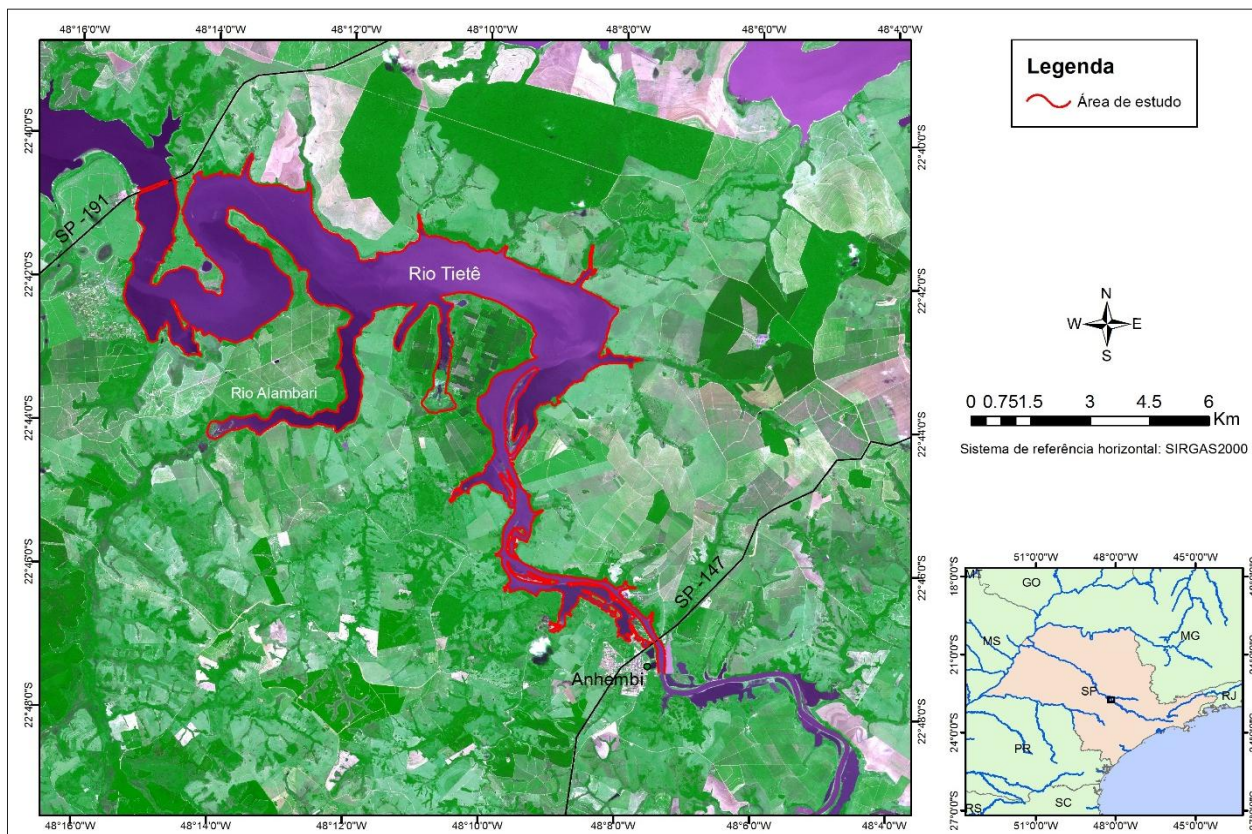 48°16'0"W 48°14'0"W 48°12'0"W 48°10'0"W 48°8'0"W 48°6'0"W 48°4'0"W
22°40'0"S
22°42'0"S
22°44'0"S
22°46'0"S
22°48'0"S
SP -191
Rio Tietê
Rio Alambari
SP -147
Anhembi
22°40'0"S
22°42'0"S
22°48'0"S
48°16'0"W 48°14'0"W 48°12'0"W 48°10'0"W 48°8'0"W 48°6'0"W 48°4'0"W
Legenda
Área de estudo
N
W E
S
0 0.75 1.5 3 4.5 6
Km
Sistema de referência horizontal: SIRGAS2000
51°0'0"W 48°0'0"W 45°0'0"W
18°0'0"S
21°0'0"S
24°0'0"S
27°0'0"S
MT
GO
MS
MG
SP
RJ
PR
SC
RS
51°0'0"W 48°0'0"W 45°0'0"W